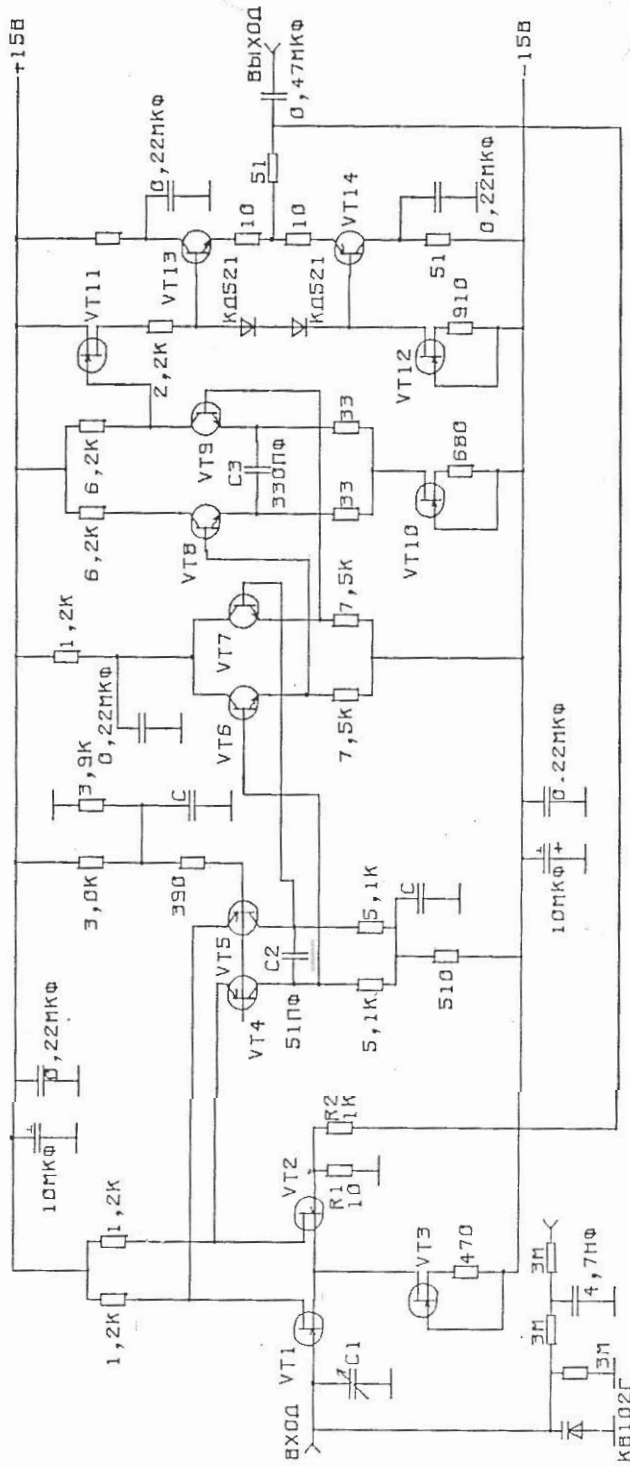 +15В
10МКФ
0,22МКФ
1,2К
1,2К
3,0К
3,9К
С
390
0,22МКФ
1,2К
6,2К
6,2К
VT11
2,2К
0,22МКФ
VT13
10
КД521
КД521
10
51
ВЫХОД
0,47МКФ
VT14
0,22МКФ
51
VT4
VT5
С2
51ПФ
VT6
VT7
VT8
VT9
С3
330ПФ
33
33
5,1К
5,1К
С
510
7,5К
7,5К
VT10
680
VT12
910
ВХОД
VT1
VT2
С1
R1
10
R2
1К
VT3
470
10МКФ +
0.22МКФ
-15В
3М
3М
3М
4,7МФ
КВ102Г